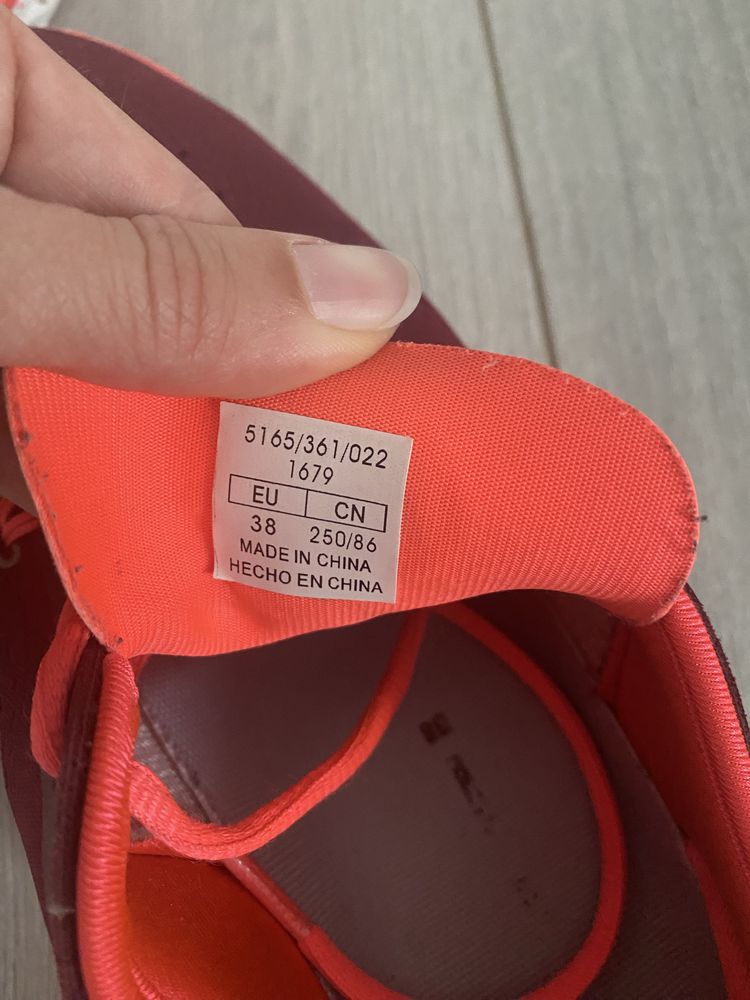 5165/361/022
1679
EU CN
38 250/86
MADE IN CHINA
HECHO EN CHINA